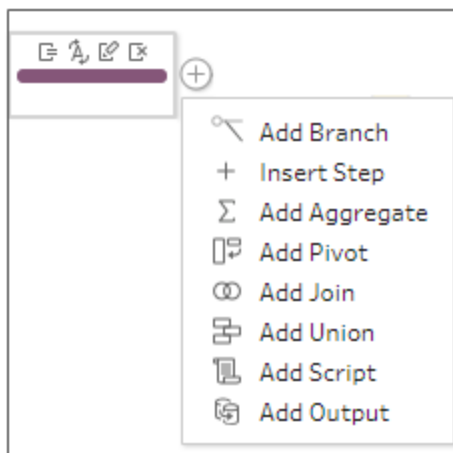 Add Branch
Insert Step
Add Aggregate
Add Pivot
Add Join
Add Union
Add Script
Add Output